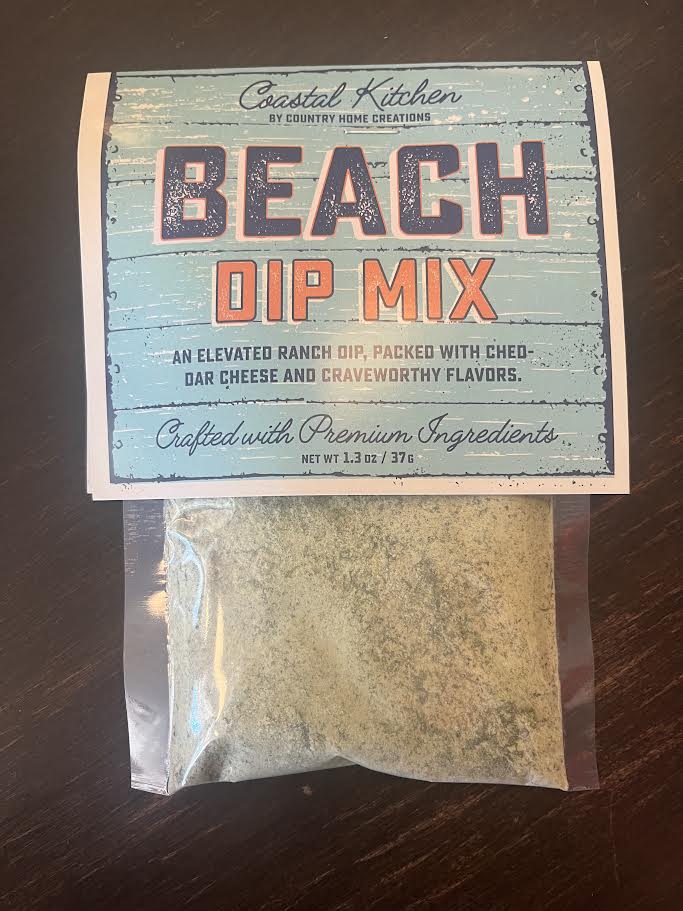 Coastal Kitchen
BY COUNTRY HOME CREATIONS
BEACH
DIP MIX
AN ELEVATED RANCH DIP, PACKED WITH CHED-
DAR CHEESE AND CRAVEWORTHY FLAVORS.
Crafted with Premium Ingredients
NET WT 1.3 OZ / 37G